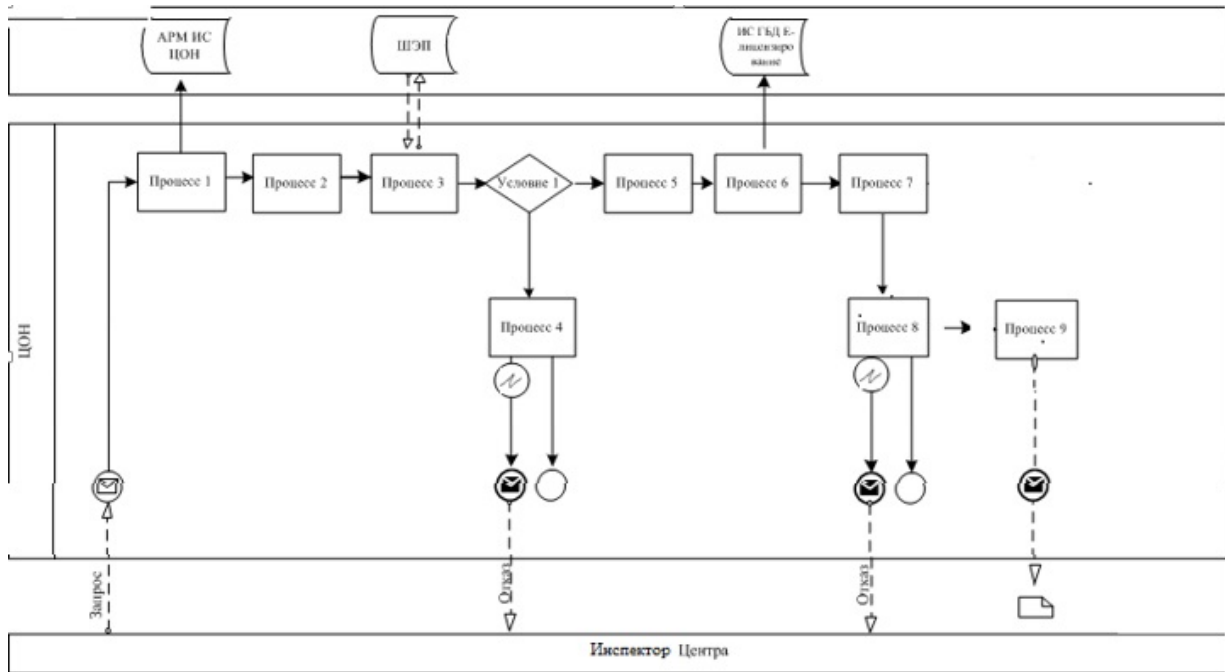 АРМ ИС
ЦОН
ШЭП
ИС ГБД Е-
лицензиро
вание
ЦОН
Процесс 1
Процесс 2
Процесс 3
Условие 1
Процесс 5
Процесс 6
Процесс 7
Процесс 4
Процесс 8
Процесс 9
Запрос
Отказ
Отказ
Инспектор Центра